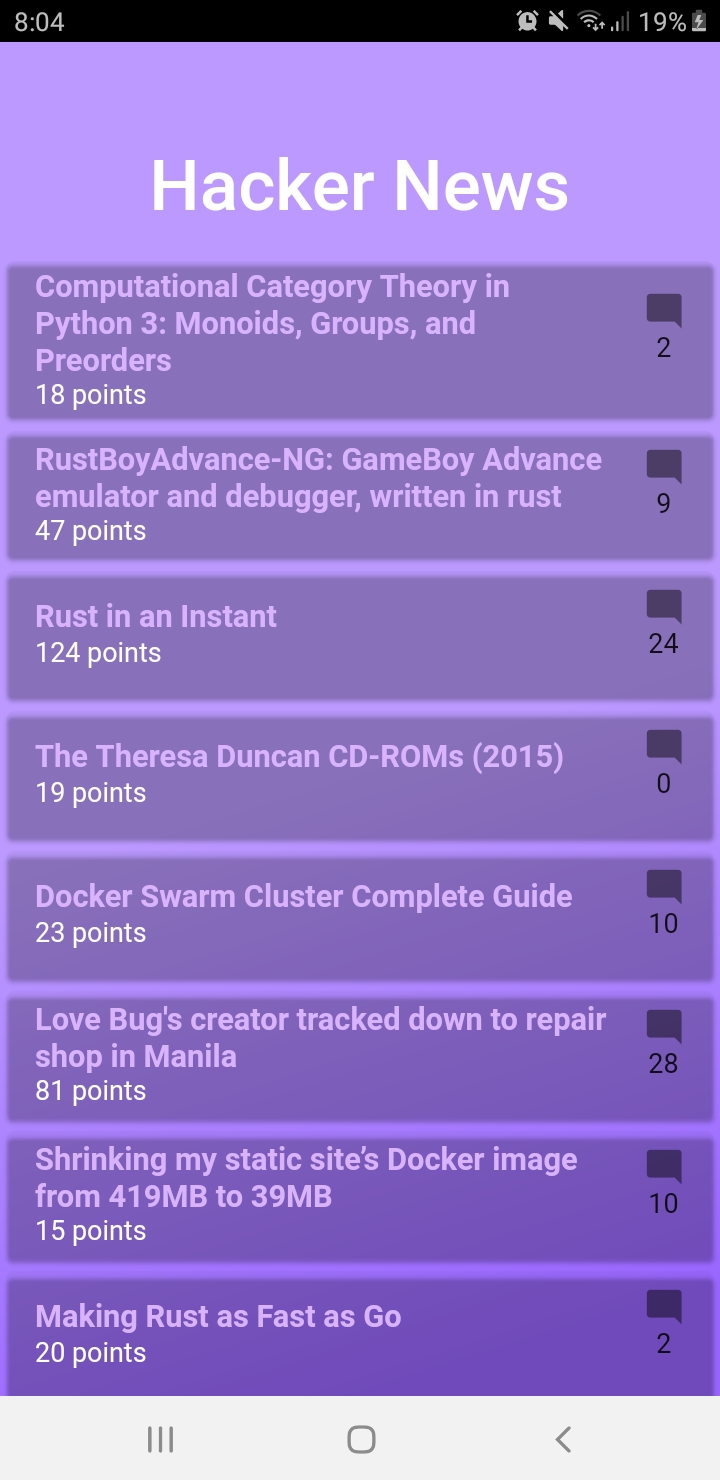 8:04
19%
Hacker News
Computational Category Theory in
Python 3: Monoids, Groups, and
Preorders
18 points
2
RustBoyAdvance-NG: GameBoy Advance
emulator and debugger, written in rust
47 points
9
Rust in an Instant
124 points
24
The Theresa Duncan CD-ROMs (2015)
19 points
0
Docker Swarm Cluster Complete Guide
23 points
10
Love Bug's creator tracked down to repair
shop in Manila
81 points
28
Shrinking my static site’s Docker image
from 419MB to 39MB
15 points
10
Making Rust as Fast as Go
20 points
2